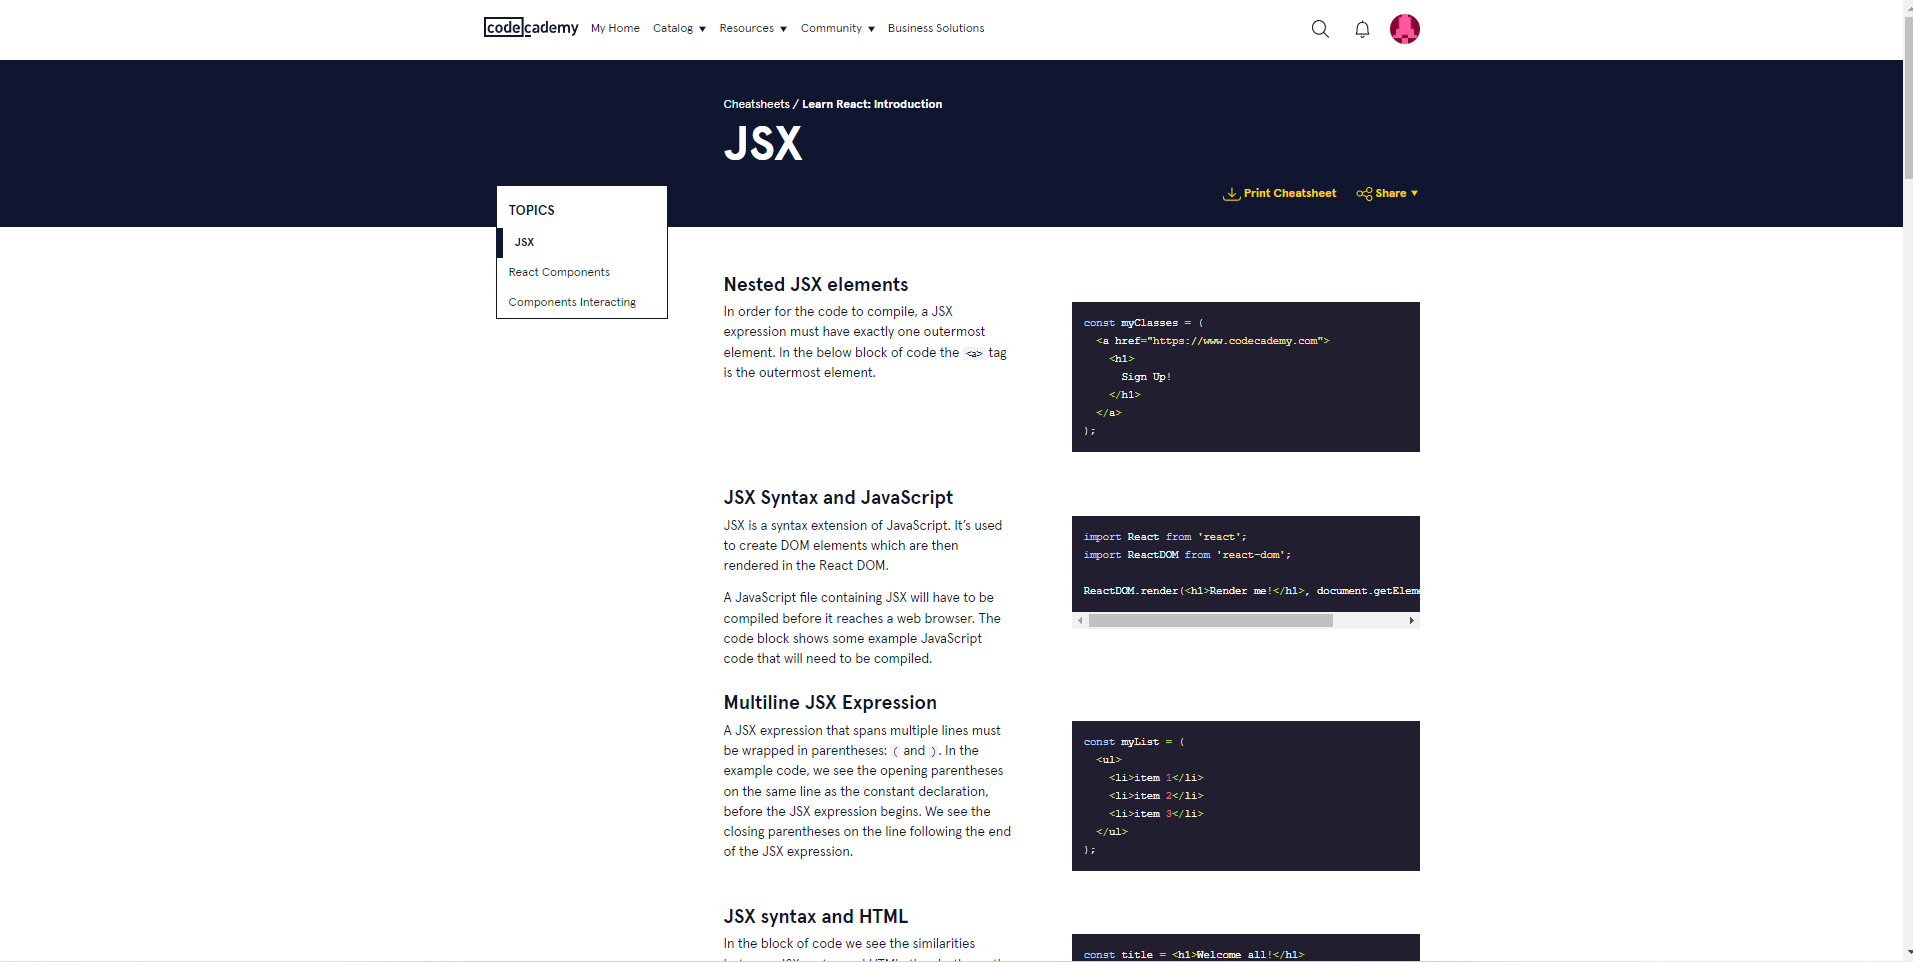 codecademy My Home Catalog Resources Community Business Solutions
Cheatsheets / Learn React: Introduction
JSX
Print Cheatsheet Share
TOPICS
JSX
React Components
Components Interacting
Nested JSX elements
In order for the code to compile, a JSX
expression must have exactly one outermost
element. In the below block of code the <a> tag
is the outermost element.
const myClasses = (
<a href="https://www.codecademy.com">
<h1>
Sign Up!
</h1>
</a>
);
JSX Syntax and JavaScript
JSX is a syntax extension of JavaScript. It’s used
to create DOM elements which are then
rendered in the React DOM.
A JavaScript file containing JSX will have to be
compiled before it reaches a web browser. The
code block shows some example JavaScript
code that will need to be compiled.
import React from 'react';
import ReactDOM from 'react-dom';
ReactDOM.render(<h1>Render me!</h1>, document.getEleme
Multiline JSX Expression
A JSX expression that spans multiple lines must
be wrapped in parentheses: ( and ). In the
example code, we see the opening parentheses
on the same line as the constant declaration,
before the JSX expression begins. We see the
closing parentheses on the line following the end
of the JSX expression.
const myList = (
<ul>
<li>item 1</li>
<li>item 2</li>
<li>item 3</li>
</ul>
);
JSX syntax and HTML
In the block of code we see the similarities
const title = <h1>Welcome all!</h1>